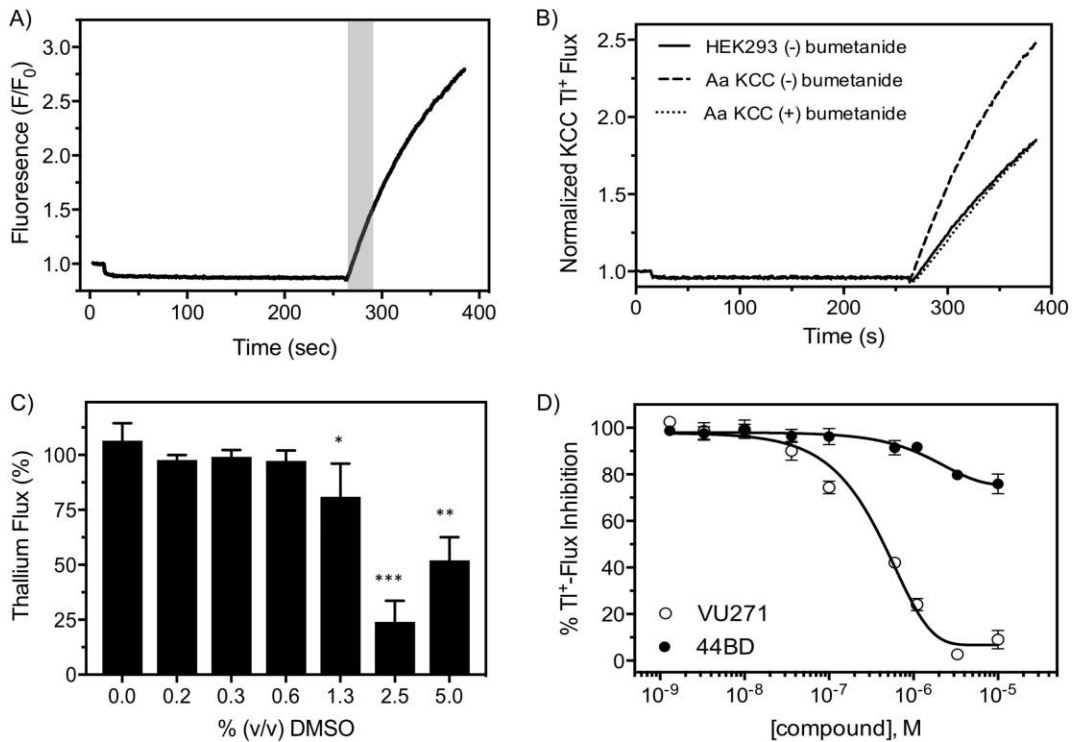 A)
Fluoresence (F/F0)
3.0
2.5
2.0
1.5
1.0
0 100 200 300 400
Time (sec)
B)
Normalized KCC Tl+ Flux
2.5
2.0
1.5
1.0
HEK293 (-) bumetanide
Aa KCC (-) bumetanide
Aa KCC (+) bumetanide
0 100 200 300 400
Time (s)
C)
Thallium Flux (%)
100
75
50
25
0
*
***
**
0.0 0.2 0.3 0.6 1.3 2.5 5.0
% (v/v) DMSO
D)
% Tl+-Flux Inhibition
100
80
60
40
20
0
VU271
44BD
10-9 10-8 10-7 10-6 10-5
[compound], M